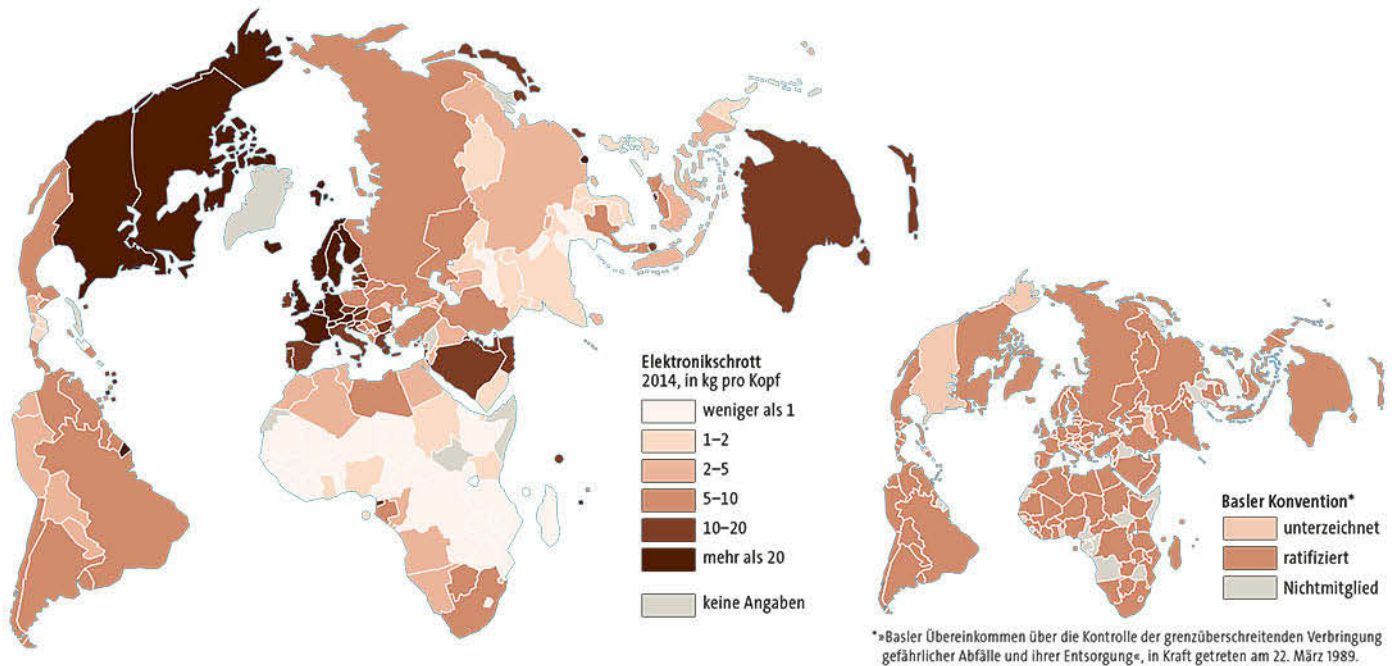 Elektronikschrott
2014, in kg pro Kopf
weniger als 1
1–2
2–5
5–10
10–20
mehr als 20
keine Angaben
Basler Konvention*
unterzeichnet
ratifiziert
Nichtmitglied
*»Basler Übereinkommen über die Kontrolle der grenzüberschreitenden Verbringung
gefährlicher Abfälle und ihrer Entsorgung«, in Kraft getreten am 22. März 1989.